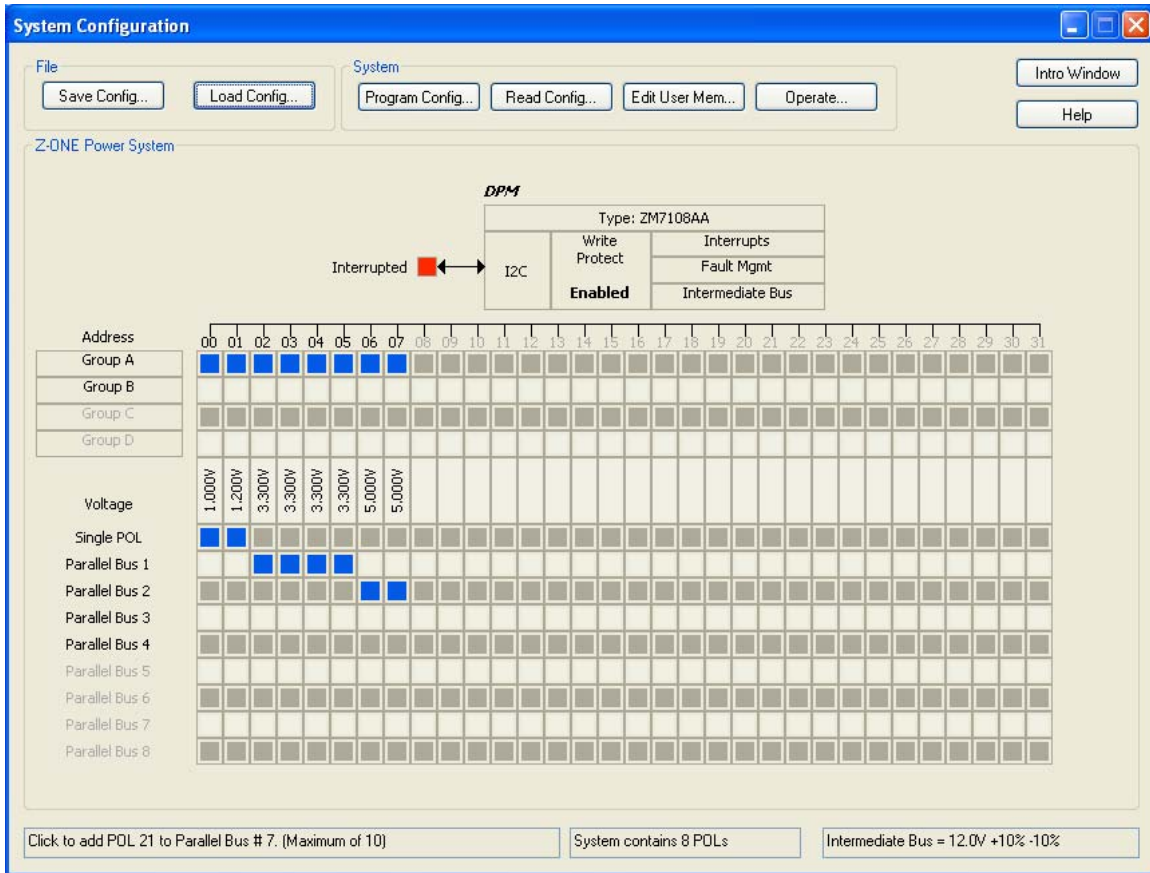 System Configuration
File
Save Config...
Load Config...
System
Program Config...
Read Config...
Edit User Mem...
Operate...
Intro Window
Help
Z-ONE Power System
DPM
Type: ZM7108AA
Interrupted
I2C
Write
Protect
Enabled
Interrupts
Fault Mgmt
Intermediate Bus
Address
00 01 02 03 04 05 06 07 08 09 10 11 12 13 14 15 16 17 18 19 20 21 22 23 24 25 26 27 28 29 30 31
Group A
Group B
Group C
Group D
Voltage
1.000V
1.200V
3.300V
3.300V
3.300V
3.300V
5.000V
5.000V
Single POL
Parallel Bus 1
Parallel Bus 2
Parallel Bus 3
Parallel Bus 4
Parallel Bus 5
Parallel Bus 6
Parallel Bus 7
Parallel Bus 8
Click to add POL 21 to Parallel Bus # 7. (Maximum of 10)
System contains 8 POLs
Intermediate Bus = 12.0V +10% -10%